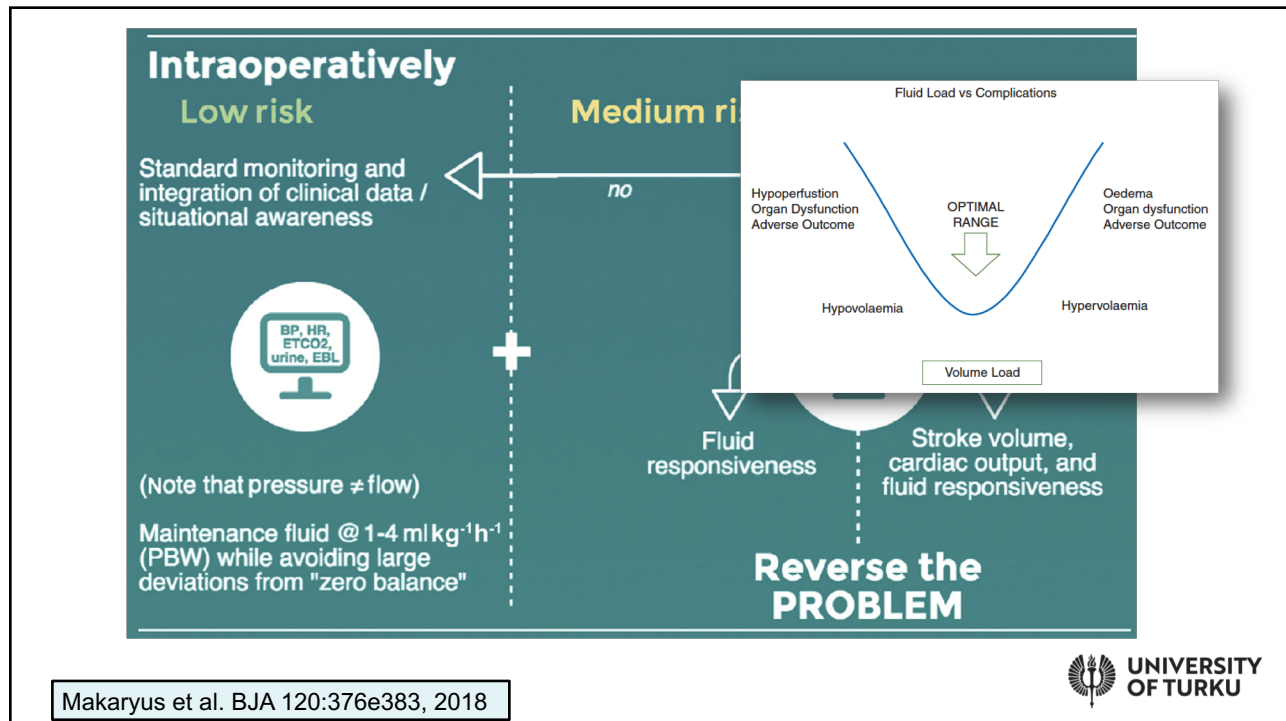 Intraoperatively
Low risk
Standard monitoring and
integration of clinical data /
situational awareness
BP, HR,
ETCO2,
urine, EBL
(Note that pressure ≠ flow)
Maintenance fluid @ 1-4 ml kg⁻¹h⁻¹
(PBW) while avoiding large
deviations from "zero balance"
+
Medium ri
no
Fluid
responsiveness
Stroke volume,
cardiac output, and
fluid responsiveness
Reverse the
PROBLEM
Fluid Load vs Complications
Hypoperfustion
Organ Dysfunction
Adverse Outcome
OPTIMAL
RANGE
Oedema
Organ dysfunction
Adverse Outcome
Hypovolaemia
Hypervolaemia
Volume Load
Makaryus et al. BJA 120:376e383, 2018
UNIVERSITY
OF TURKU